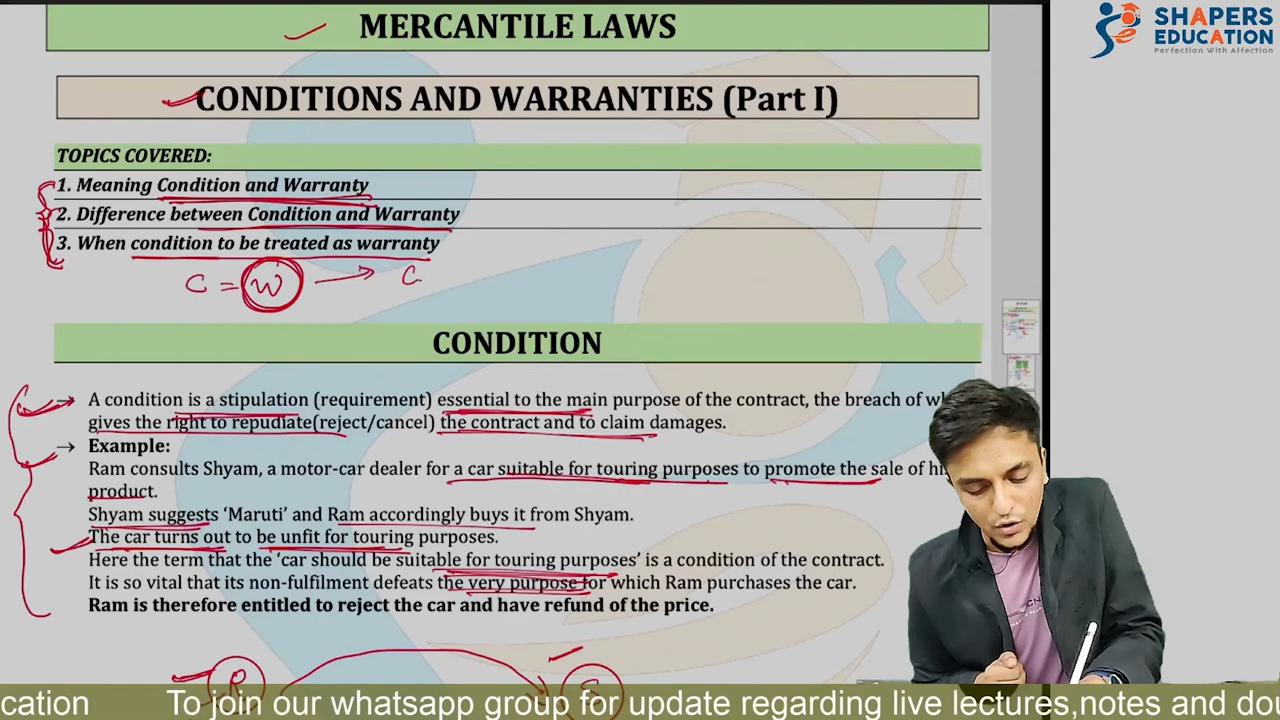 MERCANTILE LAWS
SHAPERS
EDUCATION
Perfection With Affection
CONDITIONS AND WARRANTIES (Part I)
TOPICS COVERED:
1. Meaning Condition and Warranty
2. Difference between Condition and Warranty
3. When condition to be treated as warranty
C = W → C
CONDITION
→ A condition is a stipulation (requirement) essential to the main purpose of the contract, the breach of
gives the right to repudiate(reject/cancel) the contract and to claim damages.
→ Example:
Ram consults Shyam, a motor-car dealer for a car suitable for touring purposes to promote the sale of
product.
Shyam suggests ‘Maruti’ and Ram accordingly buys it from Shyam.
The car turns out to be unfit for touring purposes.
Here the term that the ‘car should be suitable for touring purposes’ is a condition of the contract.
It is so vital that its non-fulfilment defeats the very purpose for which Ram purchases the car.
Ram is therefore entitled to reject the car and have refund of the price.
R S
cation To join our whatsapp group for update regarding live lectures,notes and dou